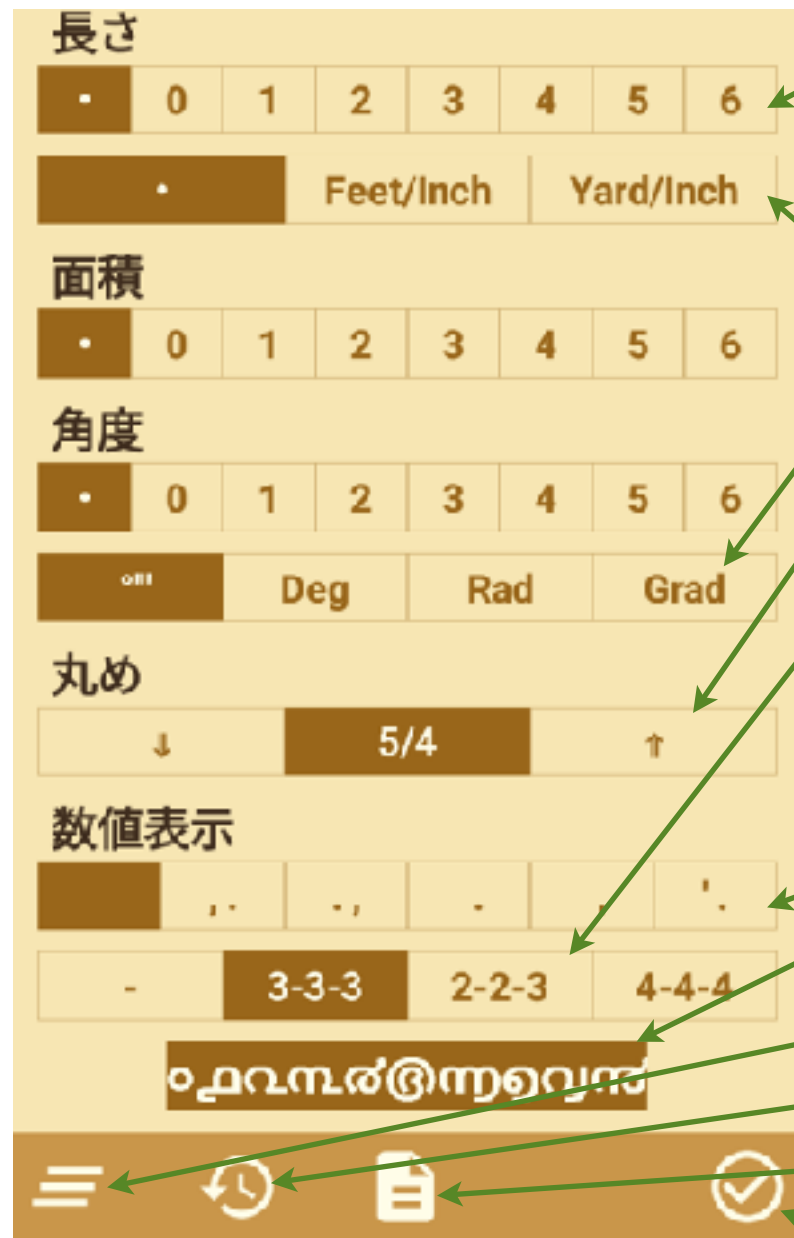 長さ
· 0 1 2 3 4 5 6
· Feet/Inch Yard/Inch
面積
· 0 1 2 3 4 5 6
角度
· 0 1 2 3 4 5 6
°'" Deg Rad Grad
丸め
⇓ 5/4 ⇑
数値表示
, . . , . , ' .
- 3-3-3 2-2-3 4-4-4
൦൧൨൩൪൫൬൭൮൯